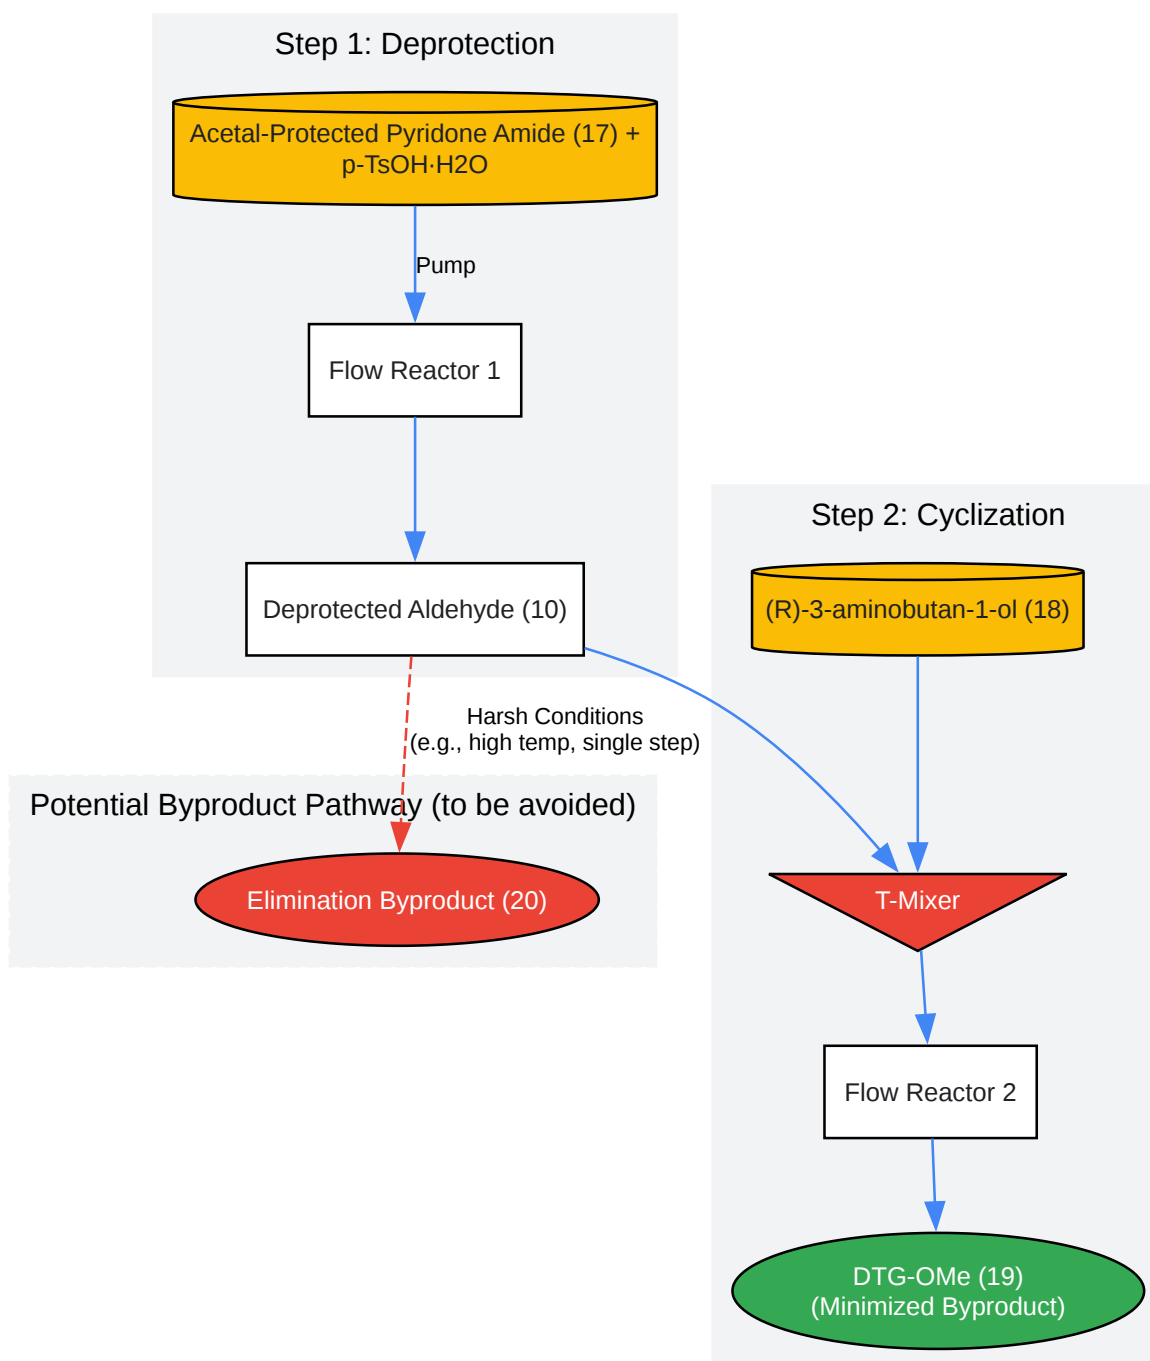 Step 1: Deprotection
Acetal-Protected Pyridone Amide (17) +
p-TsOH·H2O
Pump
Flow Reactor 1
Deprotected Aldehyde (10)
Harsh Conditions
(e.g., high temp, single step)
Potential Byproduct Pathway (to be avoided)
Elimination Byproduct (20)
Step 2: Cyclization
(R)-3-aminobutan-1-ol (18)
T-Mixer
Flow Reactor 2
DTG-OMe (19)
(Minimized Byproduct)